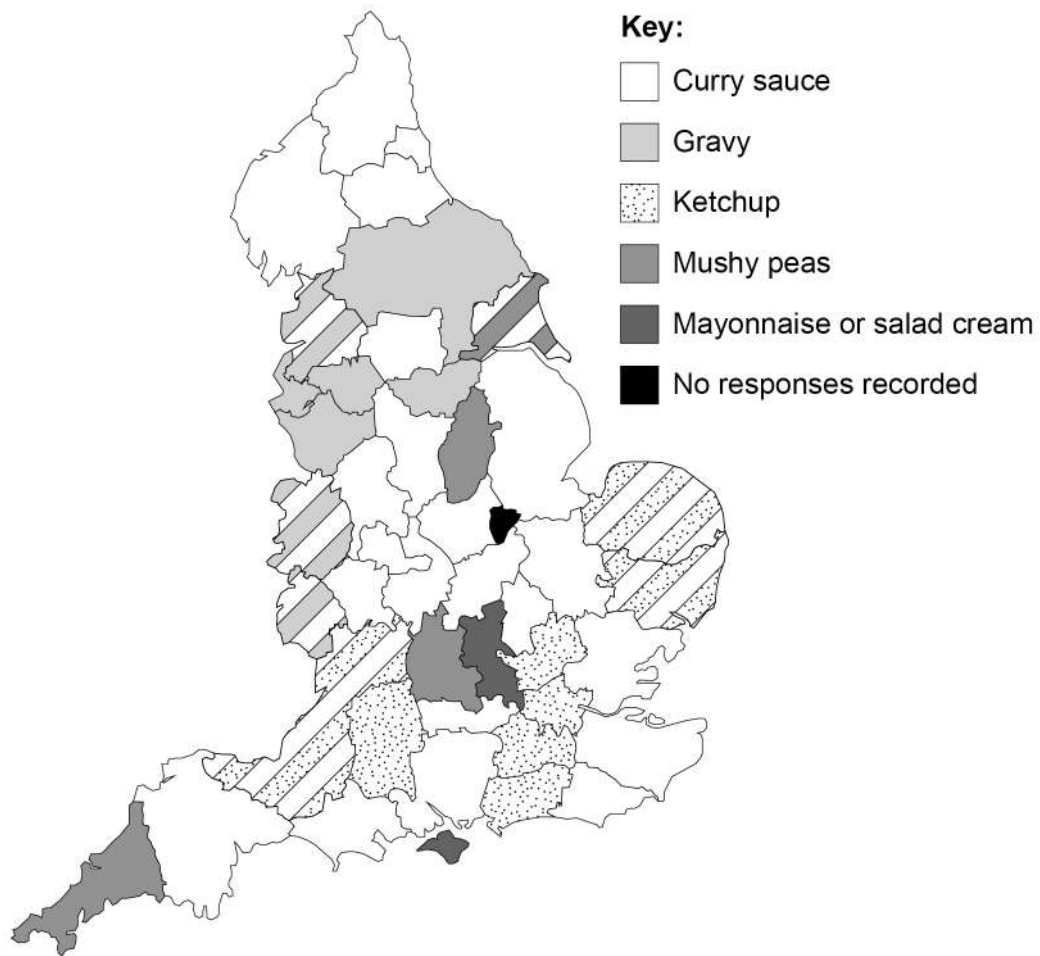 Key:
Curry sauce
Gravy
Ketchup
Mushy peas
Mayonnaise or salad cream
No responses recorded